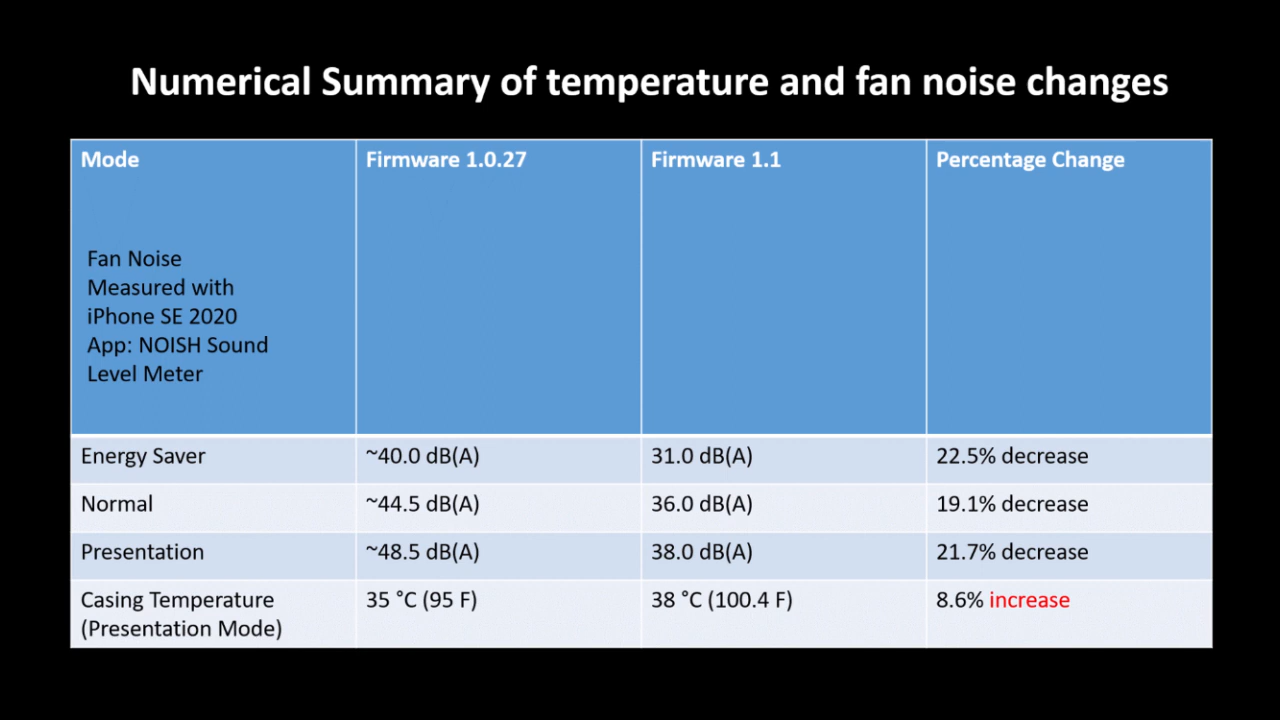 Numerical Summary of temperature and fan noise changes
Mode Firmware 1.0.27 Firmware 1.1 Percentage Change
Fan Noise
Measured with
iPhone SE 2020
App: NOISH Sound
Level Meter
Energy Saver ~40.0 dB(A) 31.0 dB(A) 22.5% decrease
Normal ~44.5 dB(A) 36.0 dB(A) 19.1% decrease
Presentation ~48.5 dB(A) 38.0 dB(A) 21.7% decrease
Casing Temperature 35 °C (95 F) 38 °C (100.4 F) 8.6% increase
(Presentation Mode)